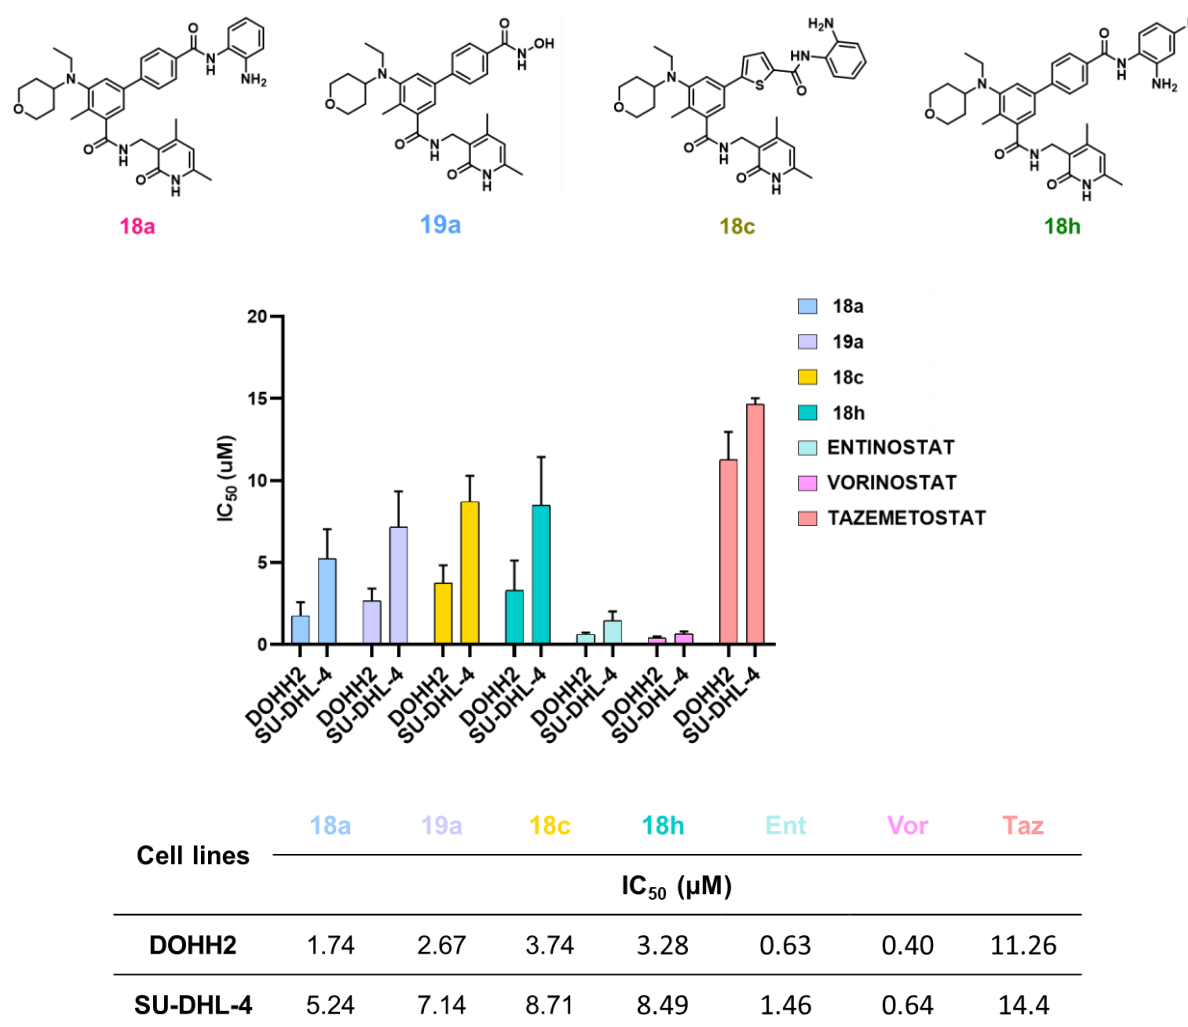 18a
19a
18c
18h
O
N
H
NH2
N
O
O
N
H
O
N
H
O
N
H
OH
N
O
O
N
H
O
N
H
H2N
HN
N
O
S
O
O
N
H
O
N
H
O
N
H
NH2
N
O
O
N
H
O
N
H
20
15
10
5
0
IC50 (uM)
DOHH2
SU-DHL-4
DOHH2
SU-DHL-4
DOHH2
SU-DHL-4
DOHH2
SU-DHL-4
DOHH2
SU-DHL-4
DOHH2
SU-DHL-4
DOHH2
SU-DHL-4
18a
19a
18c
18h
ENTINOSTAT
VORINOSTAT
TAZEMETOSTAT
18a 19a 18c 18h Ent Vor Taz
Cell lines
IC50 (µM)
DOHH2 1.74 2.67 3.74 3.28 0.63 0.40 11.26
SU-DHL-4 5.24 7.14 8.71 8.49 1.46 0.64 14.4